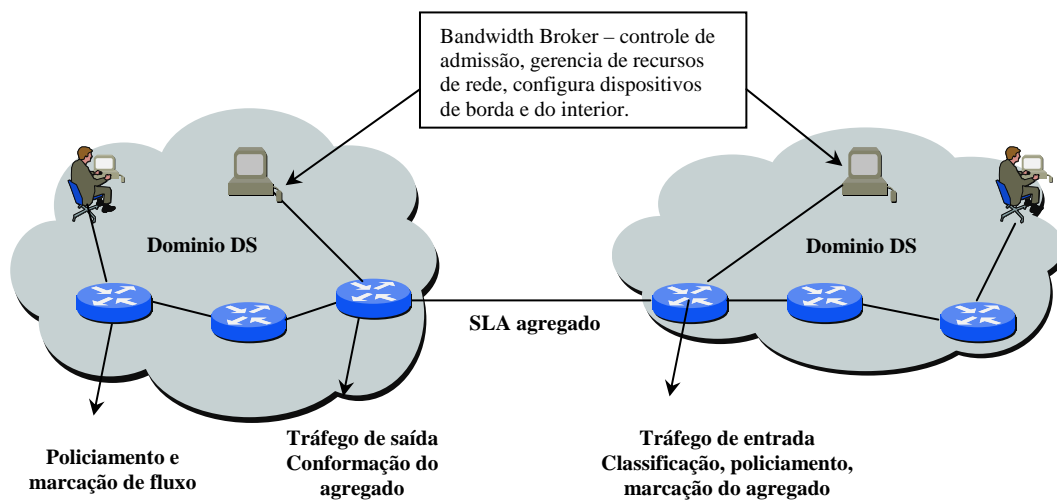 Bandwidth Broker – controle de
admissão, gerencia de recursos
de rede, configura dispositivos
de borda e do interior.
Dominio DS
Dominio DS
SLA agregado
Policiamento e
marcação de fluxo
Tráfego de saída
Conformação do
agregado
Tráfego de entrada
Classificação, policiamento,
marcação do agregado